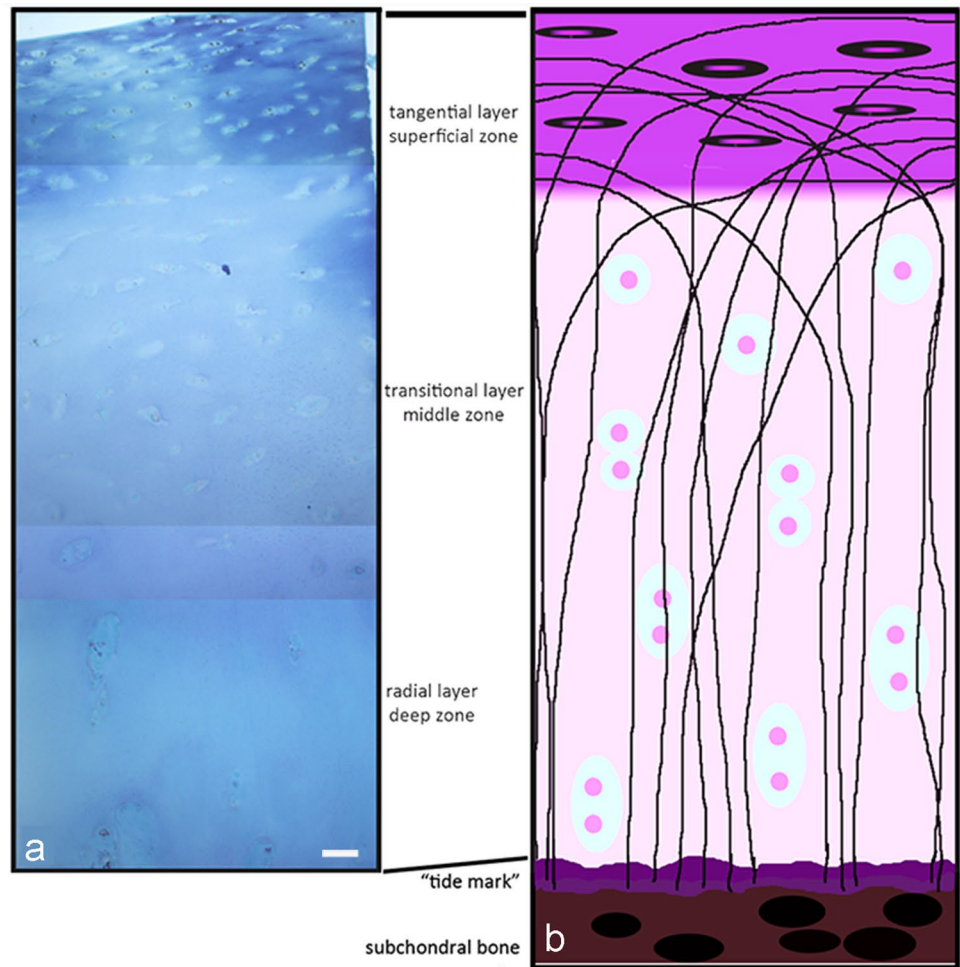 tangential layer
superficial zone
transitional layer
middle zone
radial layer
deep zone
a
“tide mark”
subchondral bone
b